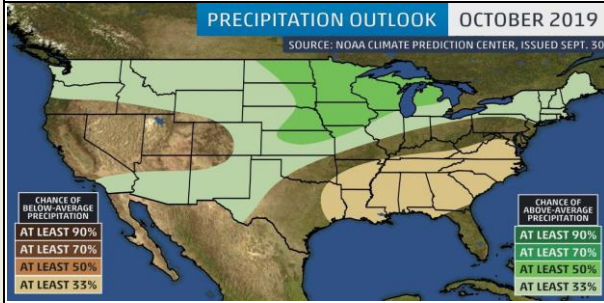 PRECIPITATION OUTLOOK OCTOBER 2019
SOURCE: NOAA CLIMATE PREDICTION CENTER, ISSUED SEPT. 30
CHANCE OF
BELOW-AVERAGE
PRECIPITATION
AT LEAST 90%
AT LEAST 70%
AT LEAST 50%
AT LEAST 33%
CHANCE OF
ABOVE-AVERAGE
PRECIPITATION
AT LEAST 90%
AT LEAST 70%
AT LEAST 50%
AT LEAST 33%